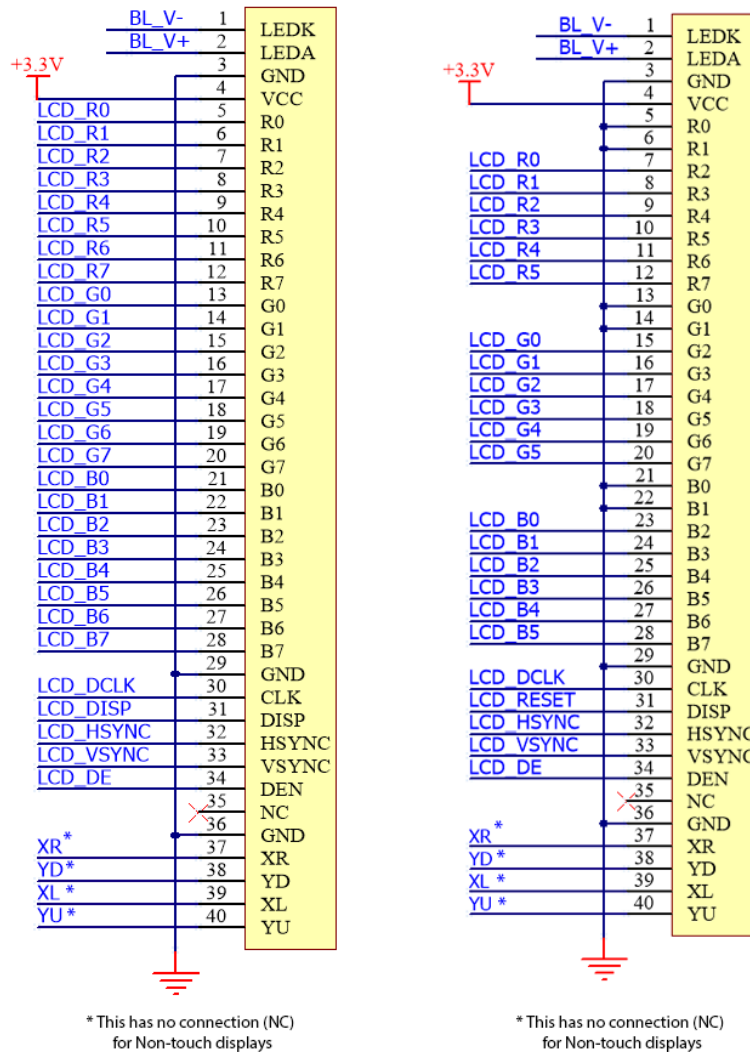 BL_V- 1 LEDK
BL_V+ 2 LEDA
3 GND
+3.3V
4 VCC
LCD_R0 5 R0
LCD_R1 6 R1
LCD_R2 7 R2
LCD_R3 8 R3
LCD_R4 9 R4
LCD_R5 10 R5
LCD_R6 11 R6
LCD_R7 12 R7
LCD_G0 13 G0
LCD_G1 14 G1
LCD_G2 15 G2
LCD_G3 16 G3
LCD_G4 17 G4
LCD_G5 18 G5
LCD_G6 19 G6
LCD_G7 20 G7
LCD_B0 21 B0
LCD_B1 22 B1
LCD_B2 23 B2
LCD_B3 24 B3
LCD_B4 25 B4
LCD_B5 26 B5
LCD_B6 27 B6
LCD_B7 28 B7
29 GND
LCD_DCLK 30 CLK
LCD_DISP 31 DISP
LCD_HSYNC 32 HSYNC
LCD_VSYNC 33 VSYNC
LCD_DE 34 DEN
35 NC
36 GND
XR* 37 XR
YD* 38 YD
XL * 39 XL
YU * 40 YU
* This has no connection (NC)
for Non-touch displays
BL_V- 1 LEDK
BL_V+ 2 LEDA
3 GND
+3.3V
4 VCC
5 R0
6 R1
LCD_R0 7 R2
LCD_R1 8 R3
LCD_R2 9 R4
LCD_R3 10 R5
LCD_R4 11 R6
LCD_R5 12 R7
13 G0
14 G1
LCD_G0 15 G2
LCD_G1 16 G3
LCD_G2 17 G4
LCD_G3 18 G5
LCD_G4 19 G6
LCD_G5 20 G7
21 B0
22 B1
LCD_B0 23 B2
LCD_B1 24 B3
LCD_B2 25 B4
LCD_B3 26 B5
LCD_B4 27 B6
LCD_B5 28 B7
29 GND
LCD_DCLK 30 CLK
LCD_RESET 31 DISP
LCD_HSYNC 32 HSYNC
LCD_VSYNC 33 VSYNC
LCD_DE 34 DEN
35 NC
36 GND
XR* 37 XR
YD* 38 YD
XL * 39 XL
YU * 40 YU
* This has no connection (NC)
for Non-touch displays